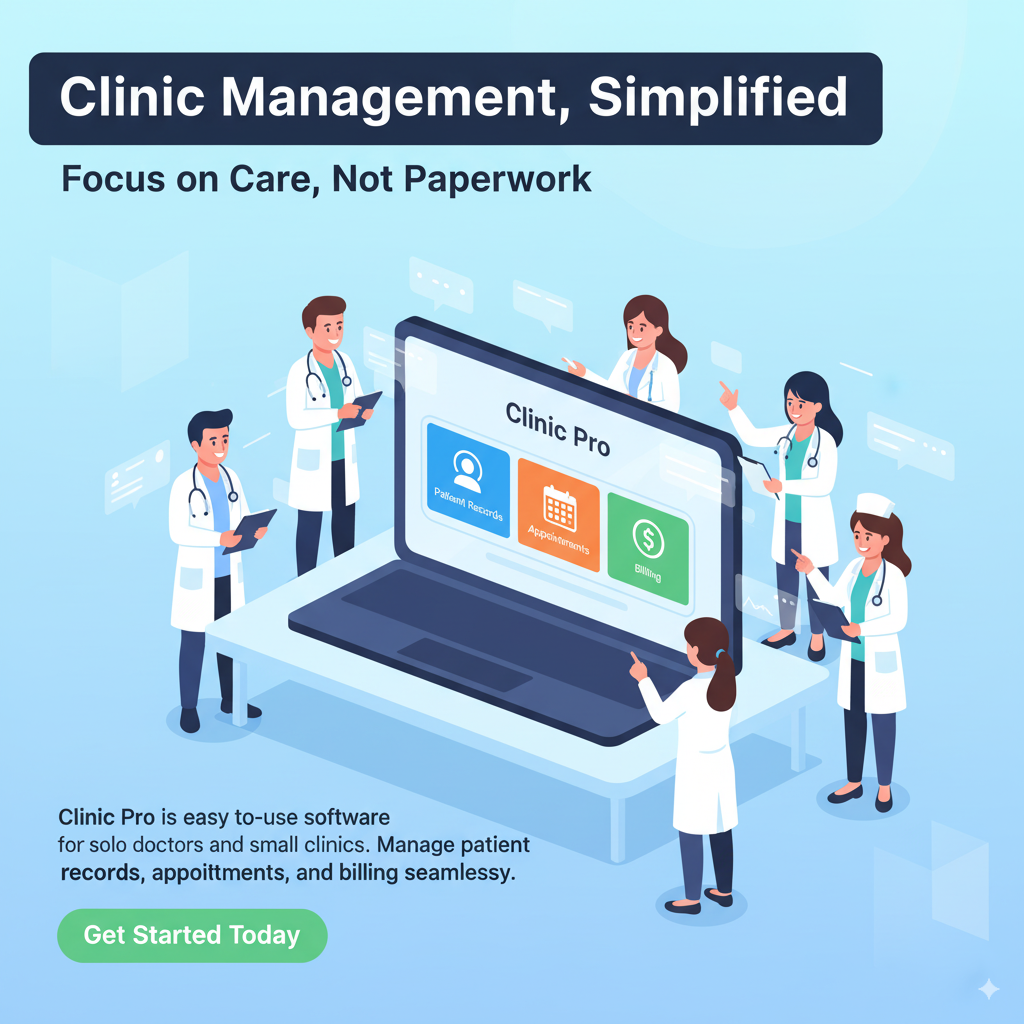 Clinic Management, Simplified
Focus on Care, Not Paperwork
Clinic Pro
Patient Records
Appointments
Billing
Clinic Pro is easy to-use software
for solo doctors and small clinics. Manage patient
records, appoittments, and billing seamlessy.
Get Started Today